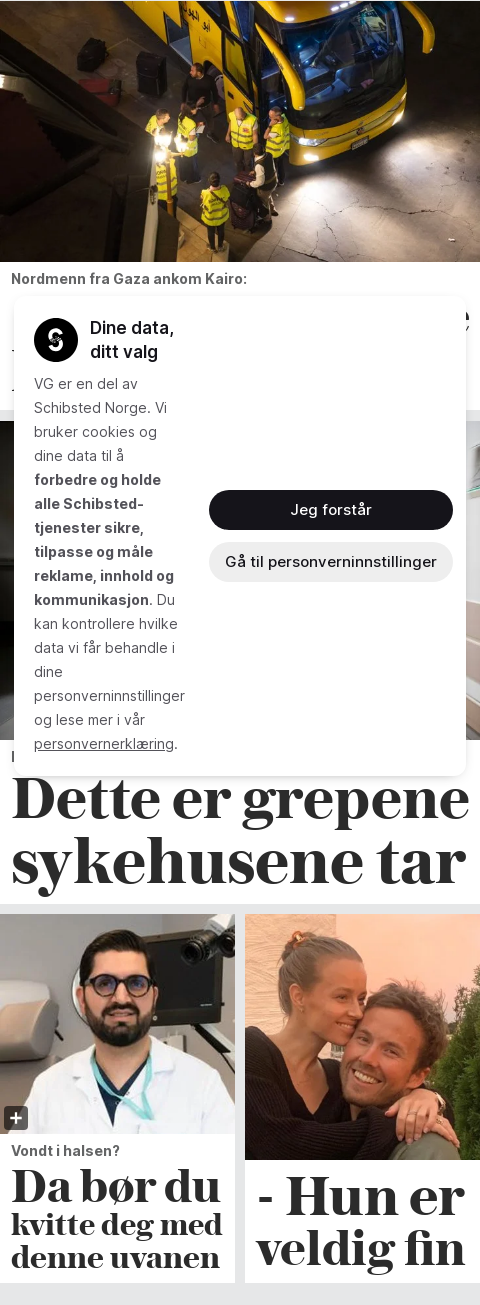 Nordmenn fra Gaza ankom Kairo:
Dine data,
ditt valg
VG er en del av
Schibsted Norge. Vi
bruker cookies og
dine data til å
forbedre og holde
alle Schibsted-
tjenester sikre,
tilpasse og måle
reklame, innhold og
kommunikasjon. Du
kan kontrollere hvilke
data vi får behandle i
dine
personverninnstillinger
og lese mer i vår
personvernerklæring.
Jeg forstår
Gå til personverninnstillinger
Dette er grepene
sykehusene tar
Vondt i halsen?
Da bør du
kvitte deg med
denne uvanen
- Hun er
veldig fin